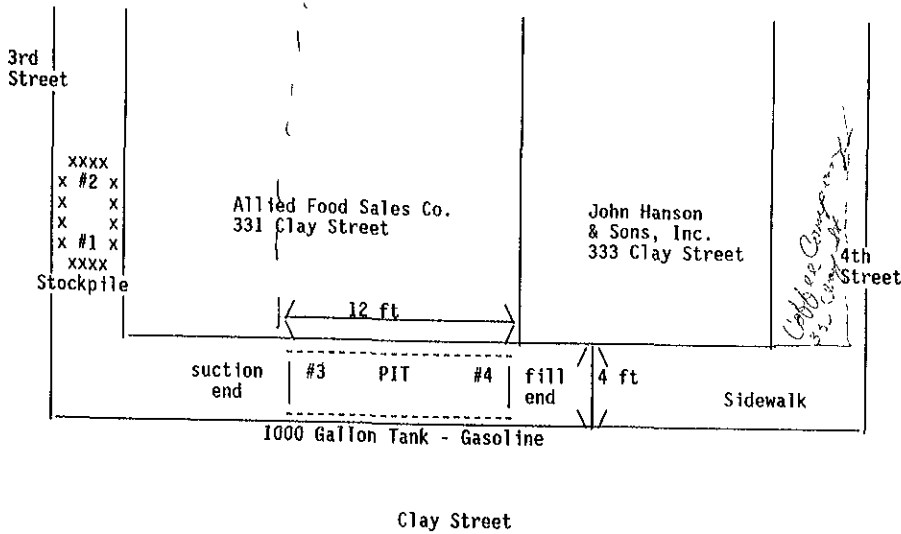 3rd
Street
xxxx
x #2 x
x x
x x
x #1 x
xxxx
Stockpile
Allied Food Sales Co.
331 Clay Street
John Hanson
& Sons, Inc.
333 Clay Street
Coffee Company
4th
Street
12 ft
suction
end
#3 PIT #4
fill
end
4 ft
Sidewalk
1000 Gallon Tank - Gasoline
Clay Street